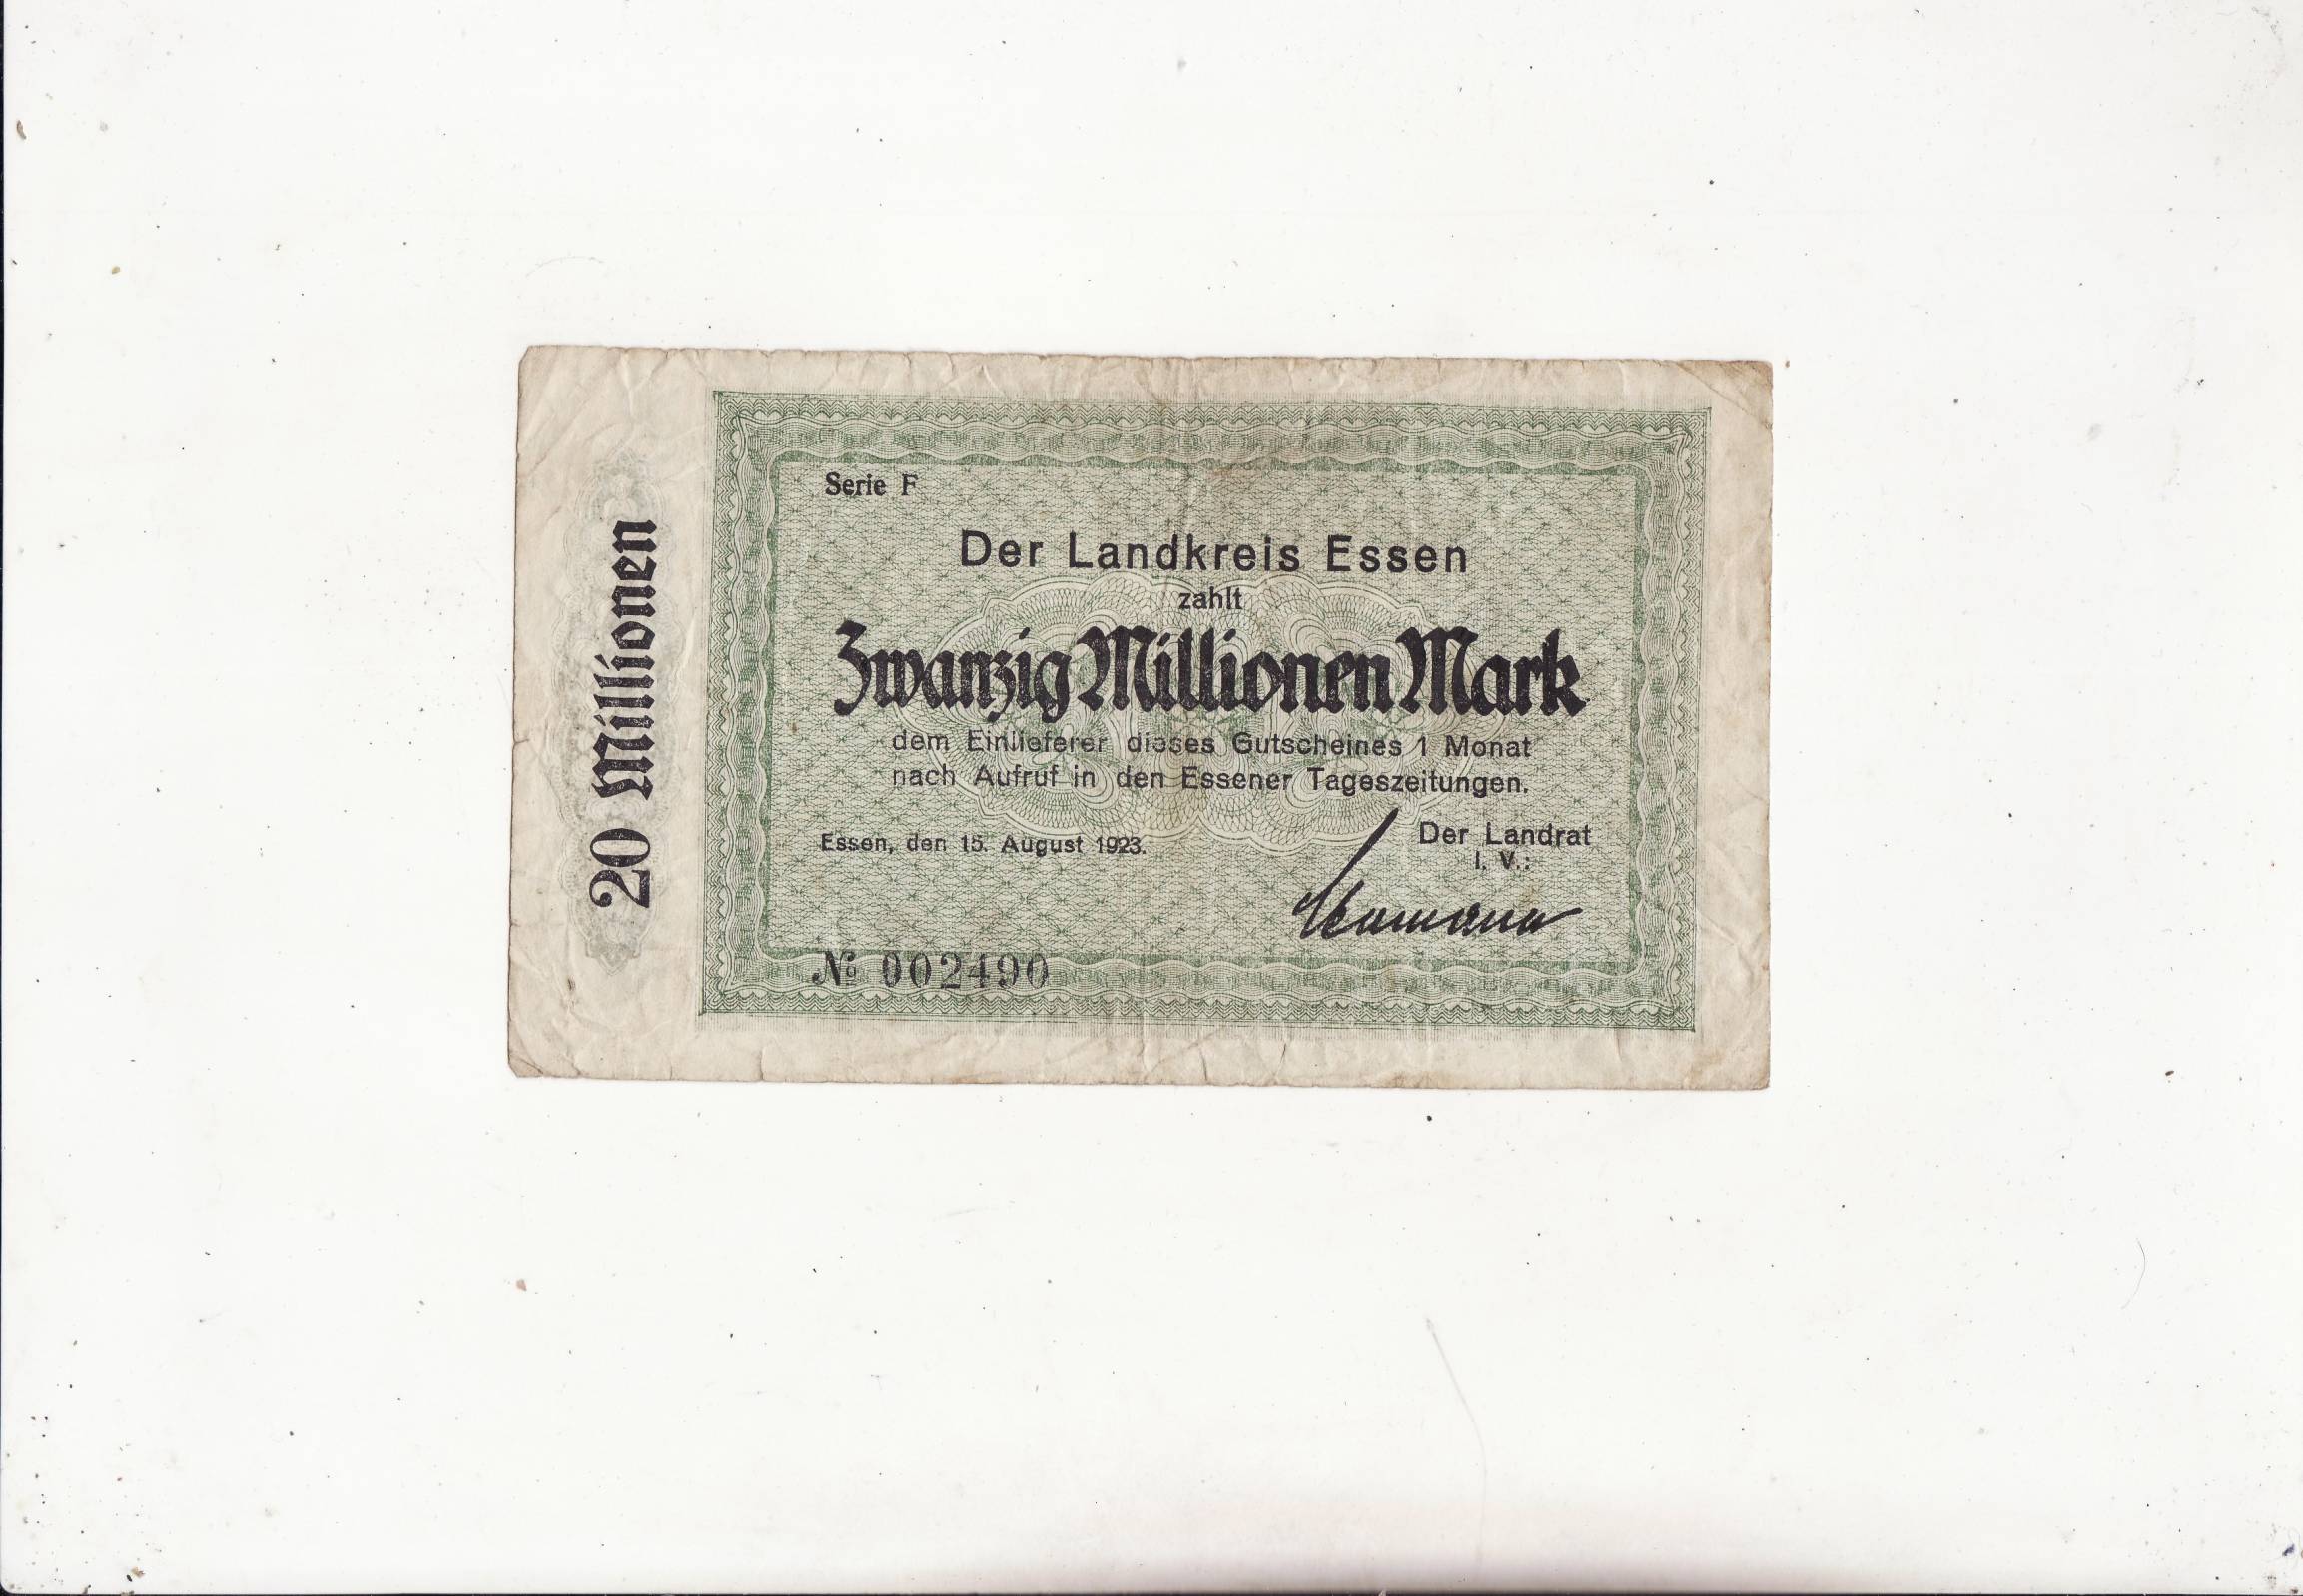 20 Millionen
Serie F
Der Landkreis Essen
zahlt
Zwanzig Millionen Mark
dem Einlieferer dieses Gutscheines 1 Monat
nach Aufruf in den Essener Tageszeitungen.
Essen, den 15. August 1923.
Der Landrat
I. V.:
№ 002490